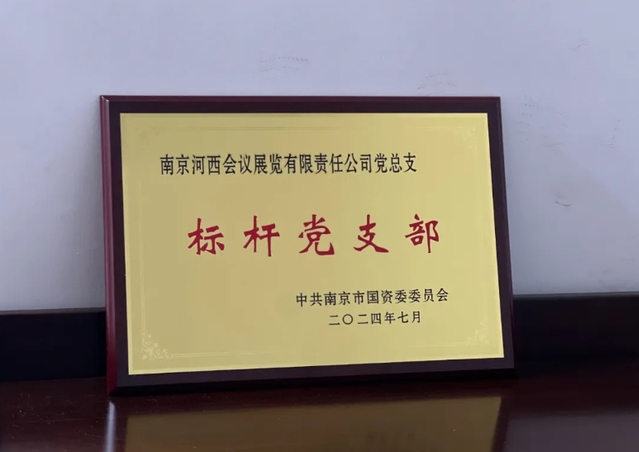 南京河西会议展览有限责任公司党总支
标杆党支部
中共南京市国资委委员会
二〇二四年七月